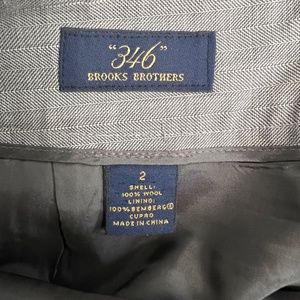 "346"
BROOKS BROTHERS
2
SHELL:
100% WOOL
LINING:
100% BEMBERG®
CUPRO
MADE IN CHINA